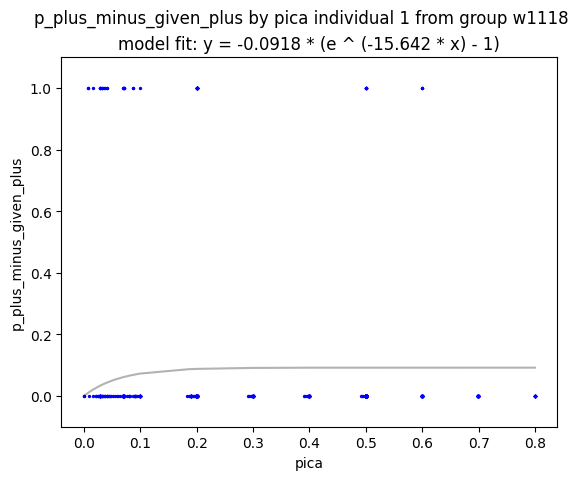 p_plus_minus_given_plus by pica individual 1 from group w1118
model fit: y = -0.0918 * (e ^ (-15.642 * x) - 1)
1.0
0.8
0.6
0.4
0.2
0.0
p_plus_minus_given_plus
0.0 0.1 0.2 0.3 0.4 0.5 0.6 0.7 0.8
pica